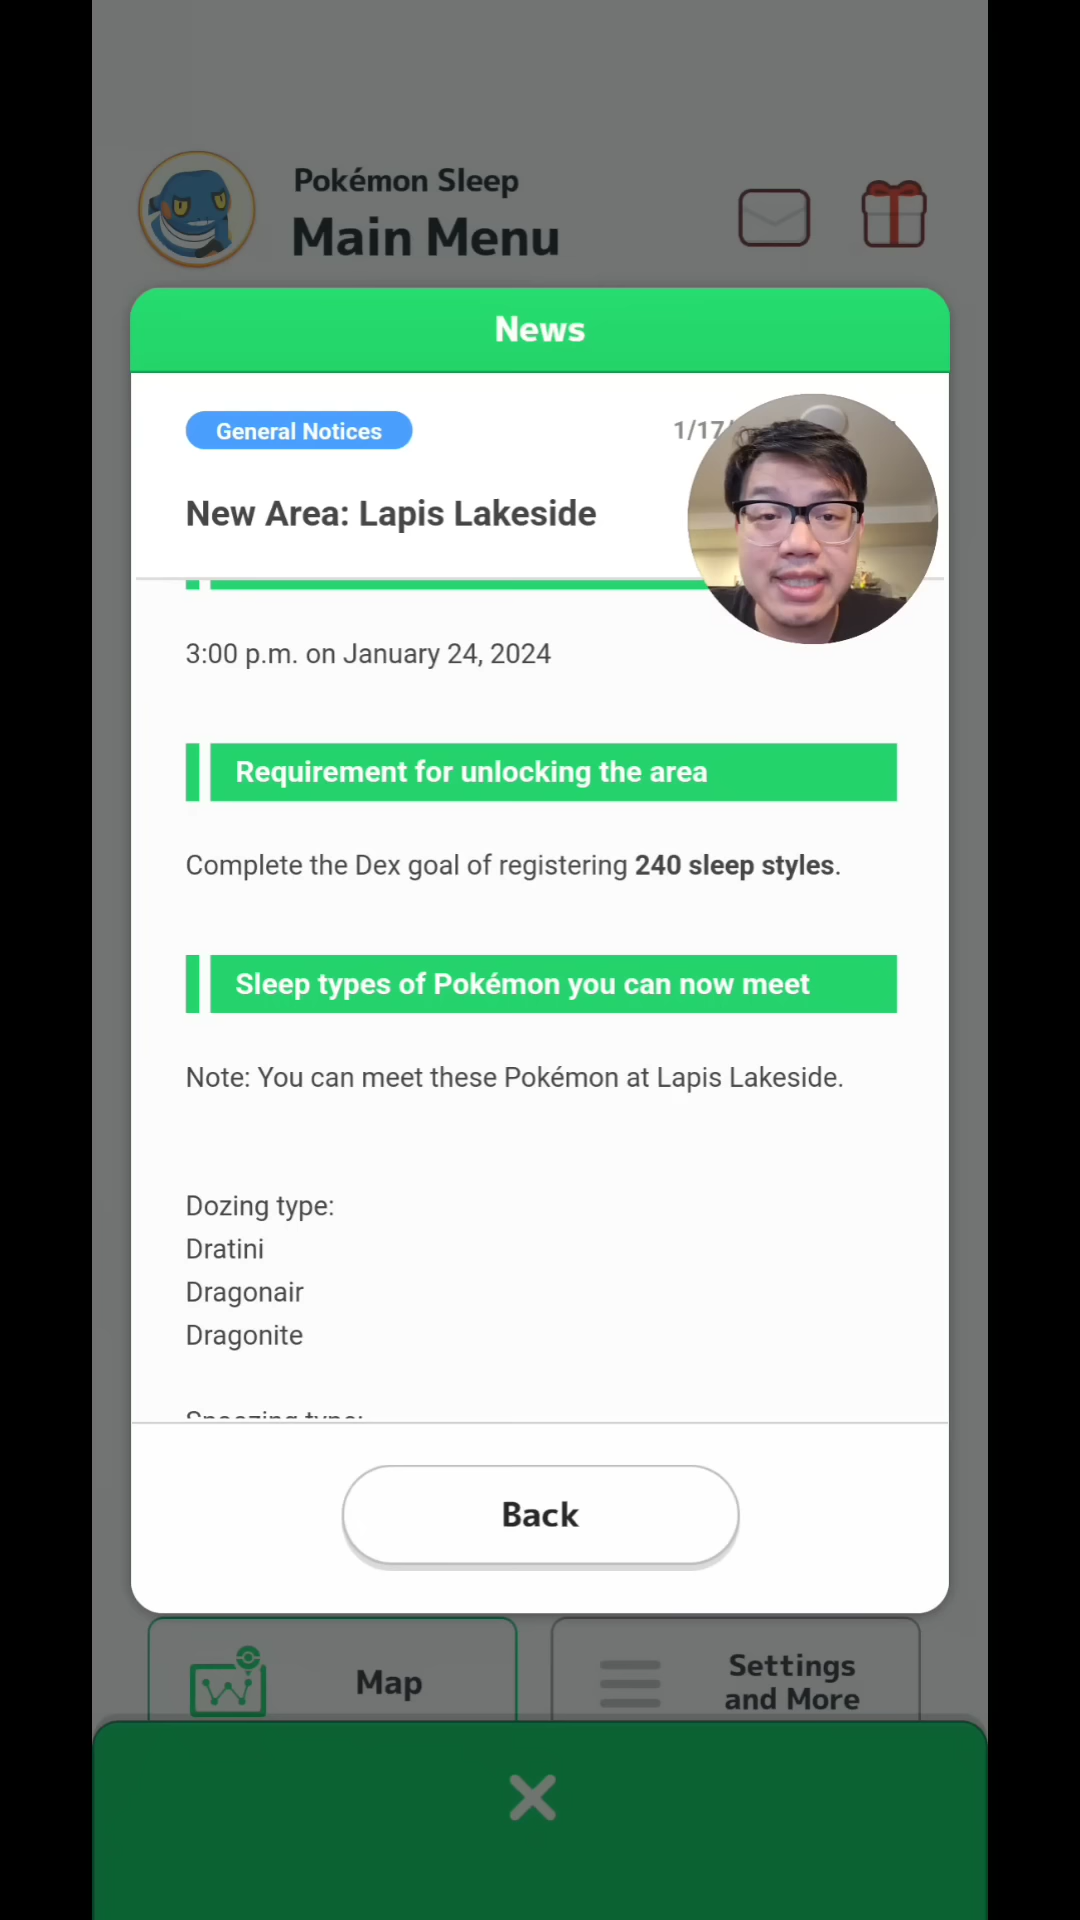 Pokémon Sleep
Main Menu
News
General Notices
1/17/
New Area: Lapis Lakeside
3:00 p.m. on January 24, 2024
Requirement for unlocking the area
Complete the Dex goal of registering 240 sleep styles.
Sleep types of Pokémon you can now meet
Note: You can meet these Pokémon at Lapis Lakeside.
Dozing type:
Dratini
Dragonair
Dragonite
Back
Map
Settings
and More